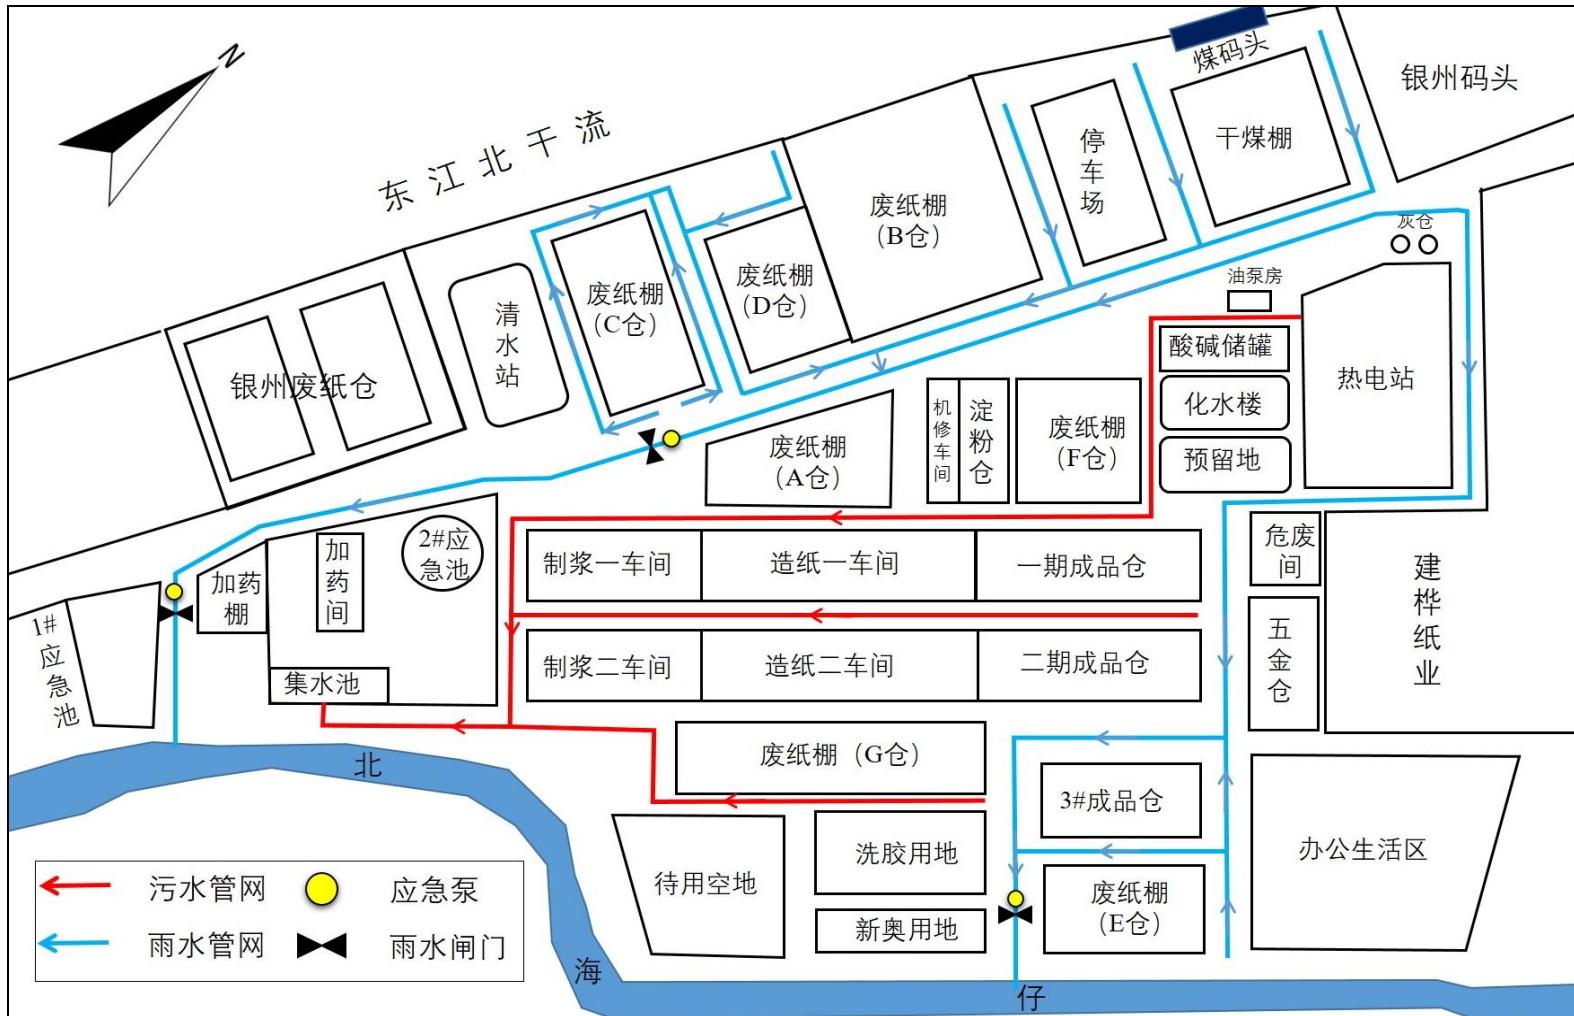 N
东江北干流
煤码头
银州码头
干煤棚
停车场
废纸棚
(B仓)
灰仓
废纸棚
(D仓)
废纸棚
(C仓)
清水站
银州废纸仓
油泵房
酸碱储罐
化水楼
预留地
热电站
废纸棚
(A仓)
机修车间
淀粉仓
废纸棚
(F仓)
2#应
急池
加药间
加药
棚
1#应急池
集水池
制浆一车间
造纸一车间
一期成品仓
制浆二车间
造纸二车间
二期成品仓
危废
间
五金仓
建桦纸业
废纸棚（G仓）
3#成品仓
办公生活区
洗胶用地
待用空地
新奥用地
废纸棚
(E仓)
北
海
仔
污水管网
应急泵
雨水管网
雨水闸门